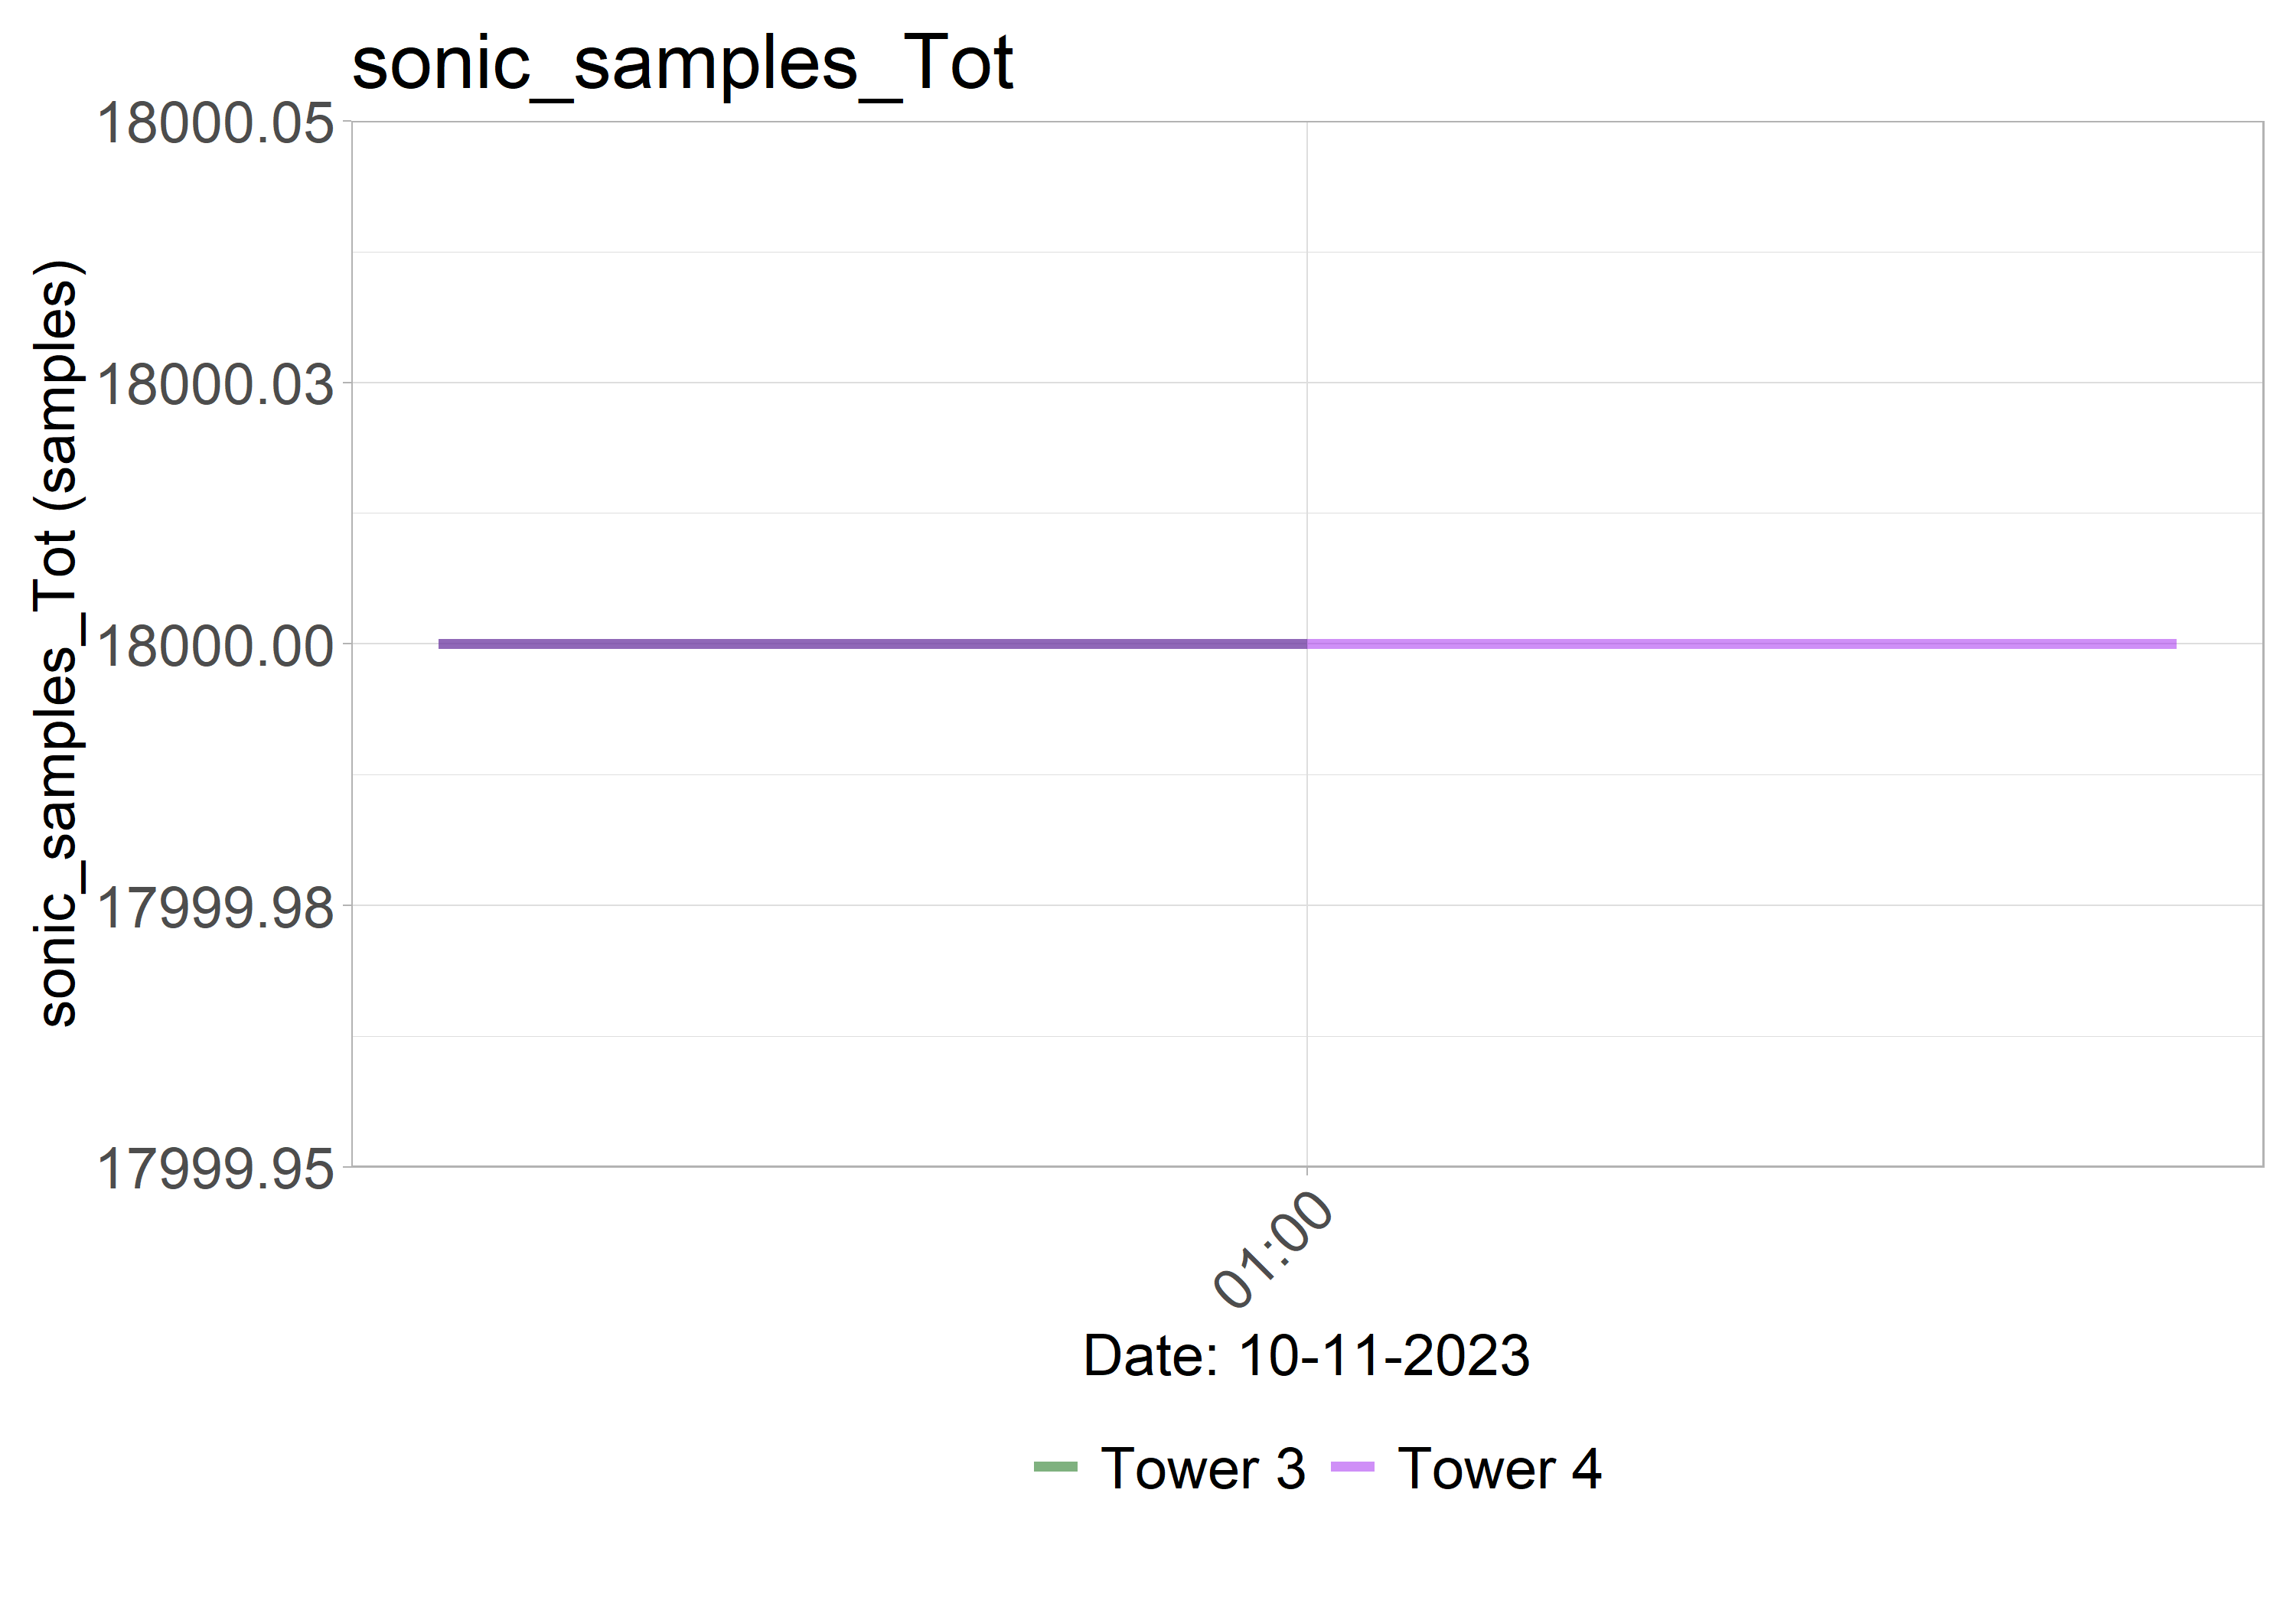 sonic_samples_Tot
sonic_samples_Tot (samples)
18000.05
18000.03
18000.00
17999.98
17999.95
01:00
Date: 10-11-2023
Tower 3 Tower 4